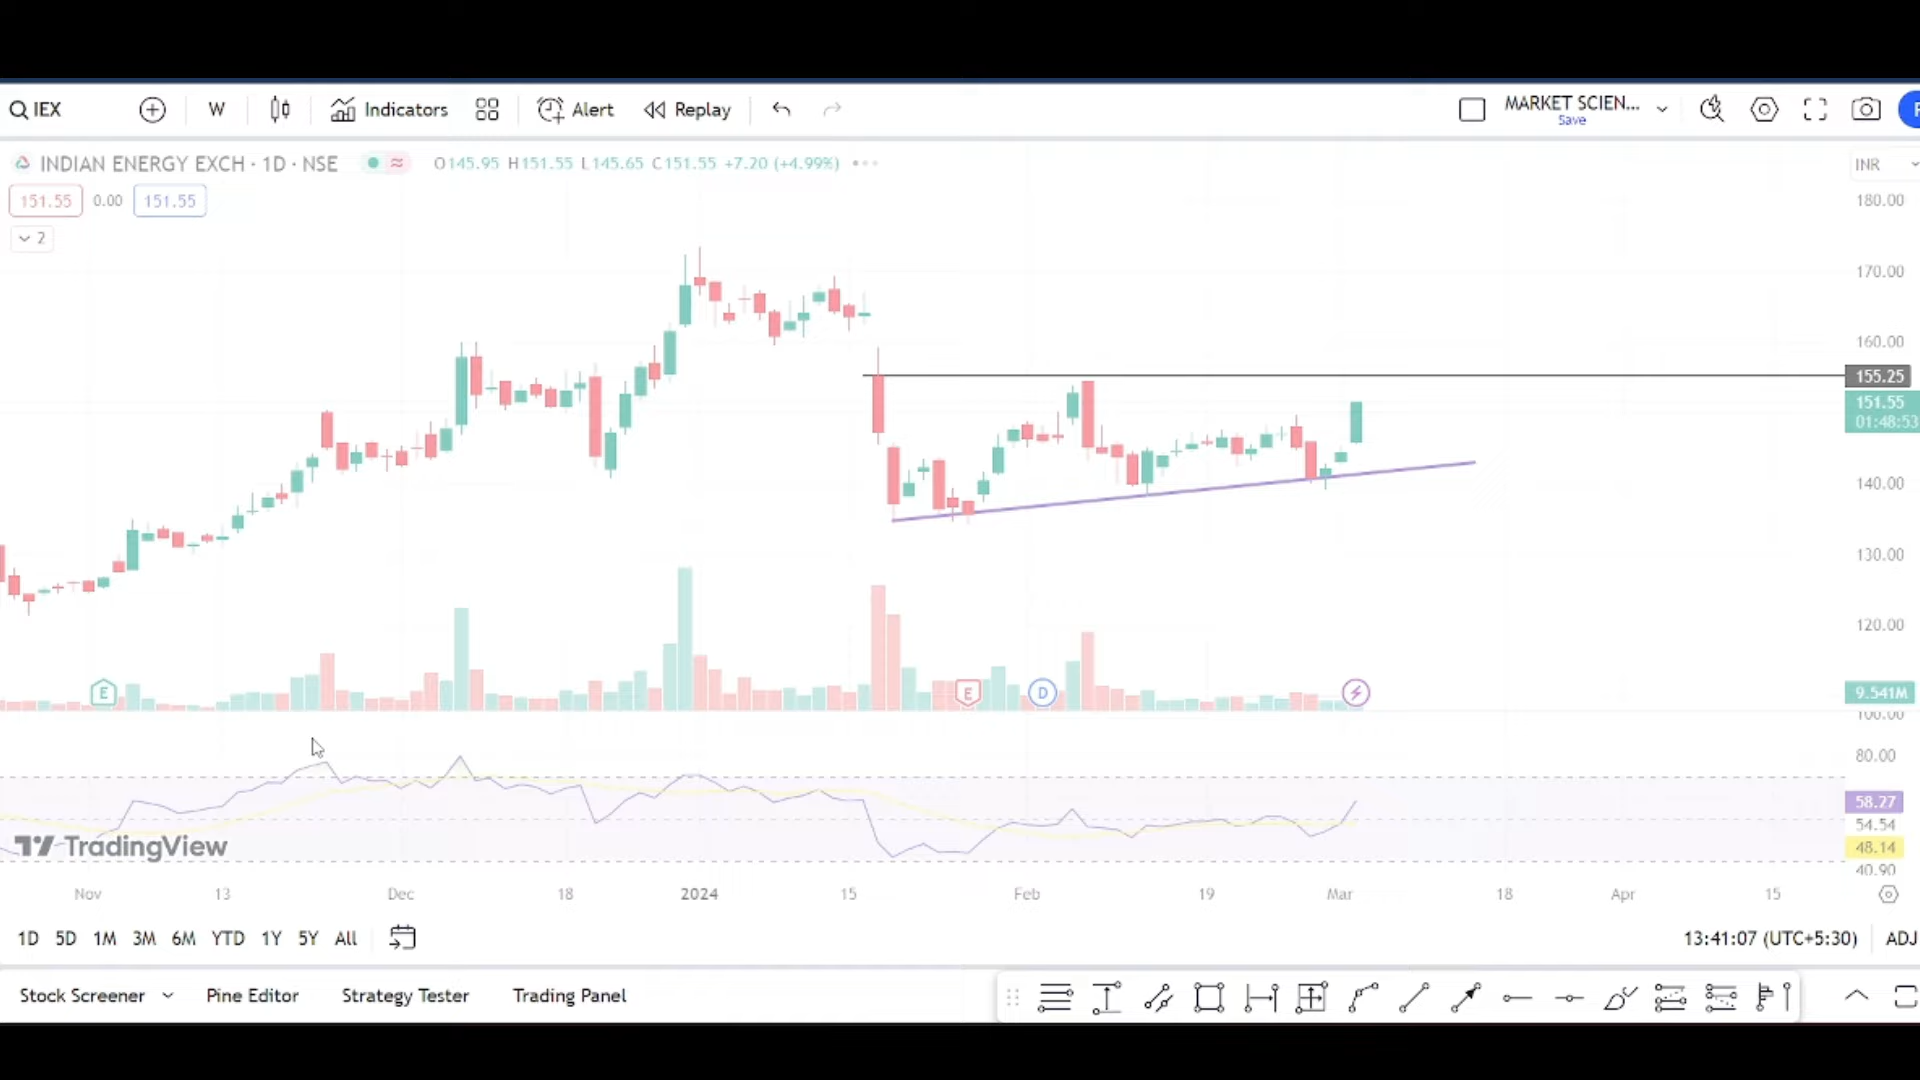 IEX
W
Indicators
Alert
Replay
MARKET SCIEN...
Save
INDIAN ENERGY EXCH · 1D · NSE
O145.95 H151.55 L145.65 C151.55 +7.20 (+4.99%)
INR
151.55 0.00 151.55
2
180.00
170.00
160.00
155.25
151.55
01:48:53
140.00
130.00
120.00
E
E
D
9.541M
100.00
80.00
58.27
54.54
48.14
40.90
TradingView
Nov 13 Dec 18 2024 15 Feb 19 Mar 18 Apr 15
1D 5D 1M 3M 6M YTD 1Y 5Y All
13:41:07 (UTC+5:30)
ADJ
Stock Screener
Pine Editor
Strategy Tester
Trading Panel